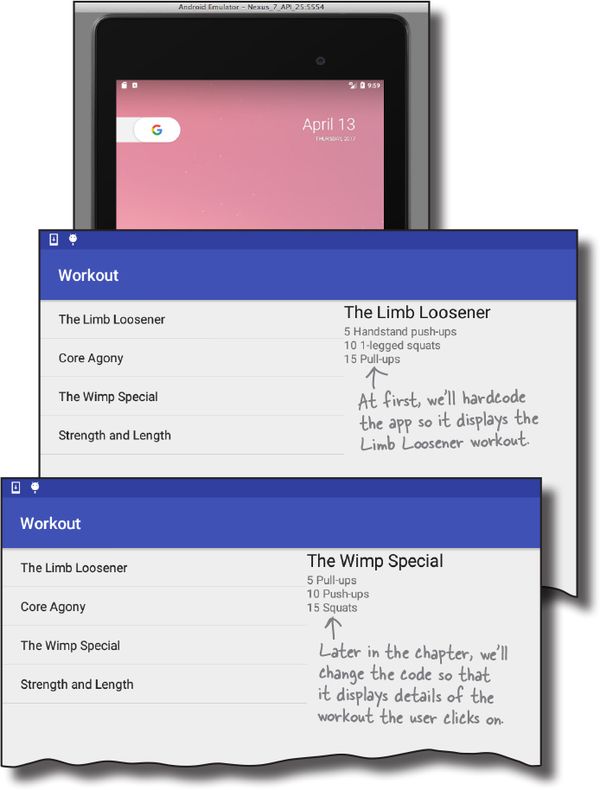 Android Emulator - Nexus_7_API_25:5554
9:59
G
April 13
THURSDAY, 2017
Workout
The Limb Loosener
Core Agony
The Wimp Special
Strength and Length
The Limb Loosener
5 Handstand push-ups
10 1-legged squats
15 Pull-ups
At first, we'll hardcode
the app so it displays the
Limb Loosener workout.
Workout
The Limb Loosener
Core Agony
The Wimp Special
Strength and Length
The Wimp Special
5 Pull-ups
10 Push-ups
15 Squats
Later in the chapter, we'll
change the code so that
it displays details of the
workout the user clicks on.